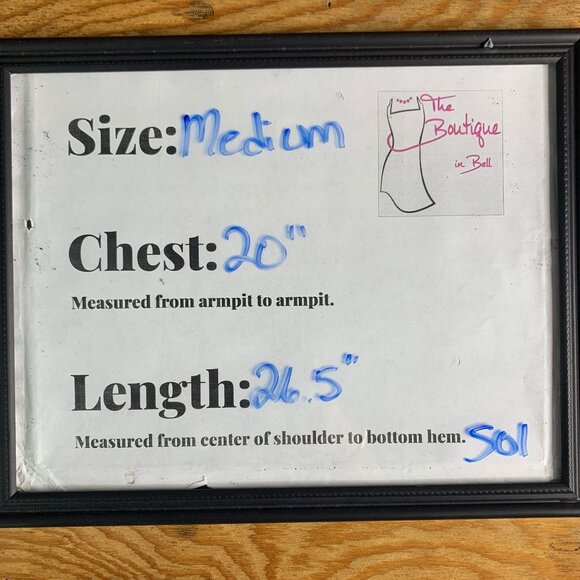 Size: Medium
The
Boutique
in Bell
Chest: 20"
Measured from armpit to armpit.
Length: 26.5"
Measured from center of shoulder to bottom hem.
Sol